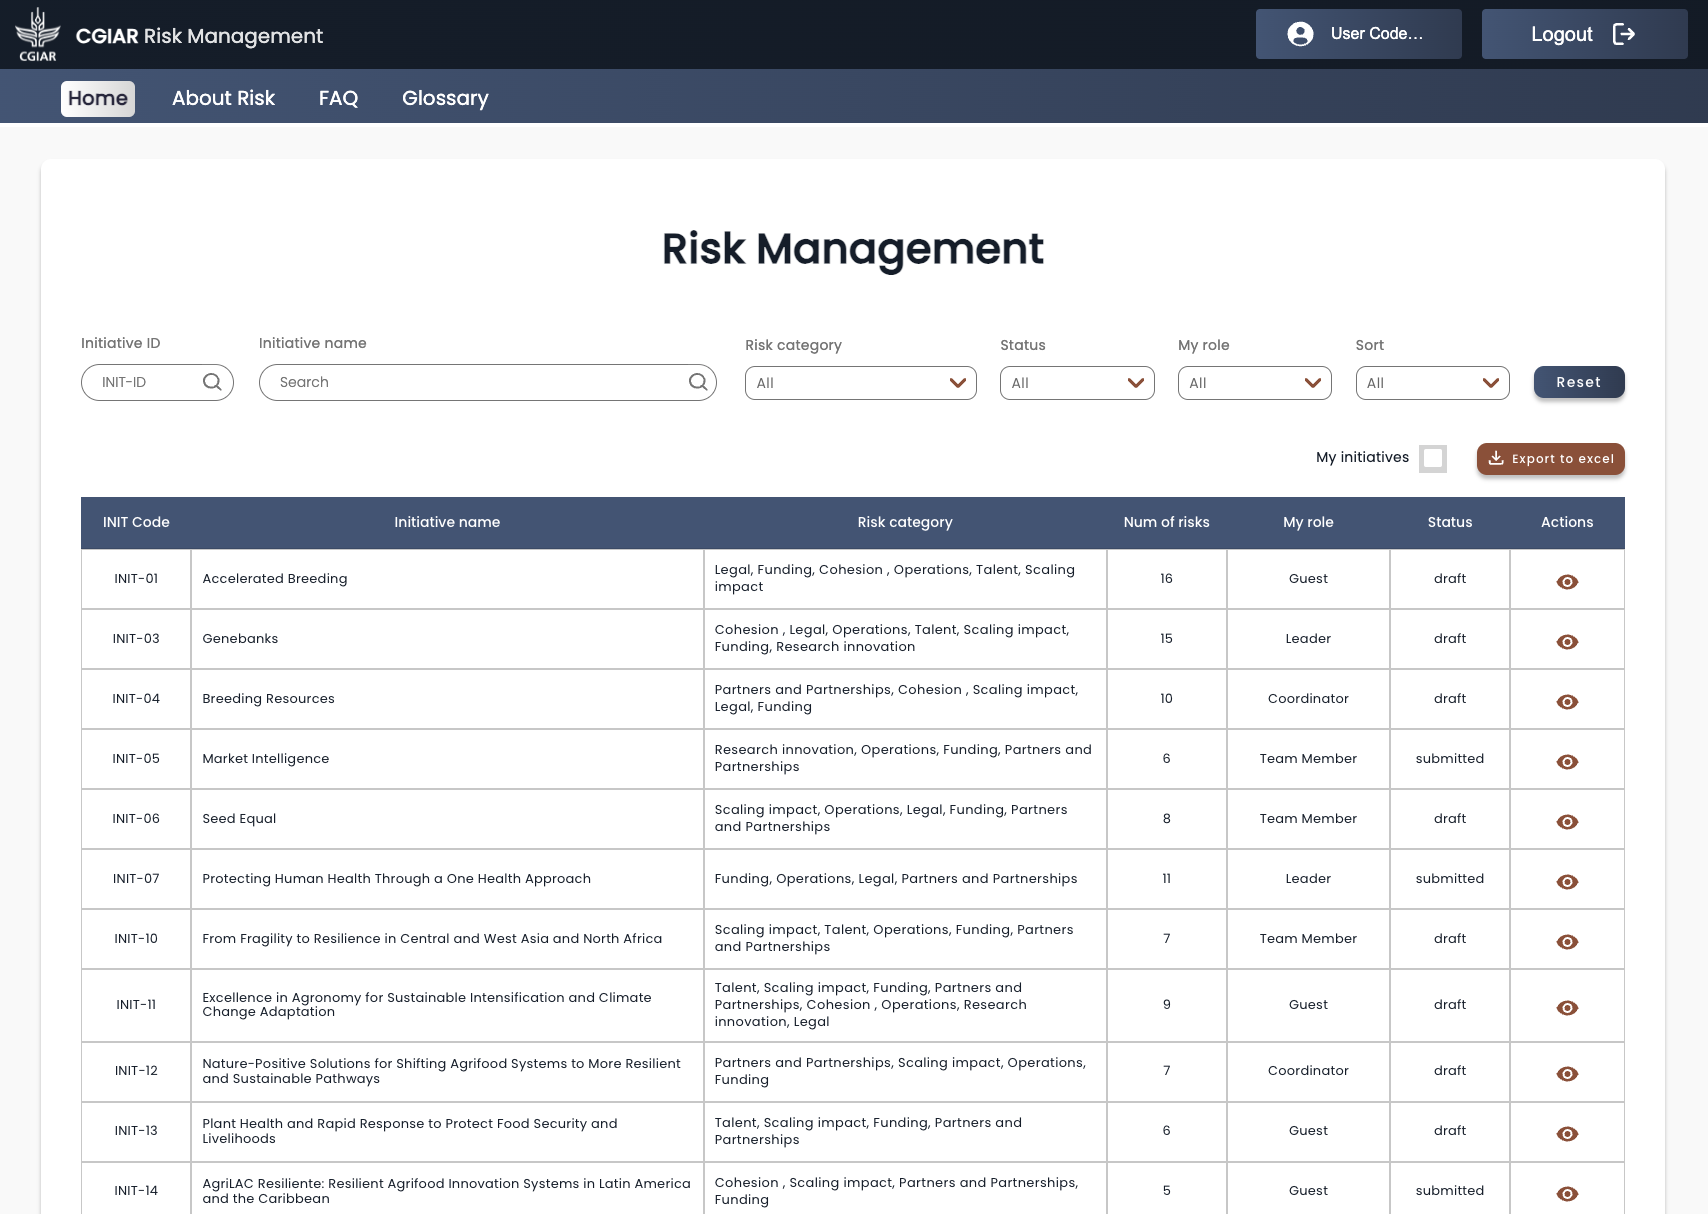 CGIAR
CGIAR Risk Management
User Code...
Logout
Home
About Risk
FAQ
Glossary
Risk Management
Initiative ID
Initiative name
Risk category
Status
My role
Sort
INIT-ID
Search
All
All
All
All
Reset
My initiatives
Export to excel
INIT Code
Initiative name
Risk category
Num of risks
My role
Status
Actions
INIT-01
Accelerated Breeding
Legal, Funding, Cohesion , Operations, Talent, Scaling
impact
16
Guest
draft
INIT-03
Genebanks
Cohesion , Legal, Operations, Talent, Scaling impact,
Funding, Research innovation
15
Leader
draft
INIT-04
Breeding Resources
Partners and Partnerships, Cohesion , Scaling impact,
Legal, Funding
10
Coordinator
draft
INIT-05
Market Intelligence
Research innovation, Operations, Funding, Partners and
Partnerships
6
Team Member
submitted
INIT-06
Seed Equal
Scaling impact, Operations, Legal, Funding, Partners
and Partnerships
8
Team Member
draft
INIT-07
Protecting Human Health Through a One Health Approach
Funding, Operations, Legal, Partners and Partnerships
11
Leader
submitted
INIT-10
From Fragility to Resilience in Central and West Asia and North Africa
Scaling impact, Talent, Operations, Funding, Partners
and Partnerships
7
Team Member
draft
INIT-11
Excellence in Agronomy for Sustainable Intensification and Climate
Change Adaptation
Talent, Scaling impact, Funding, Partners and
Partnerships, Cohesion , Operations, Research
innovation, Legal
9
Guest
draft
INIT-12
Nature-Positive Solutions for Shifting Agrifood Systems to More Resilient
and Sustainable Pathways
Partners and Partnerships, Scaling impact, Operations,
Funding
7
Coordinator
draft
INIT-13
Plant Health and Rapid Response to Protect Food Security and
Livelihoods
Talent, Scaling impact, Funding, Partners and
Partnerships
6
Guest
draft
INIT-14
AgriLAC Resiliente: Resilient Agrifood Innovation Systems in Latin America
and the Caribbean
Cohesion , Scaling impact, Partners and Partnerships,
Funding
5
Guest
submitted